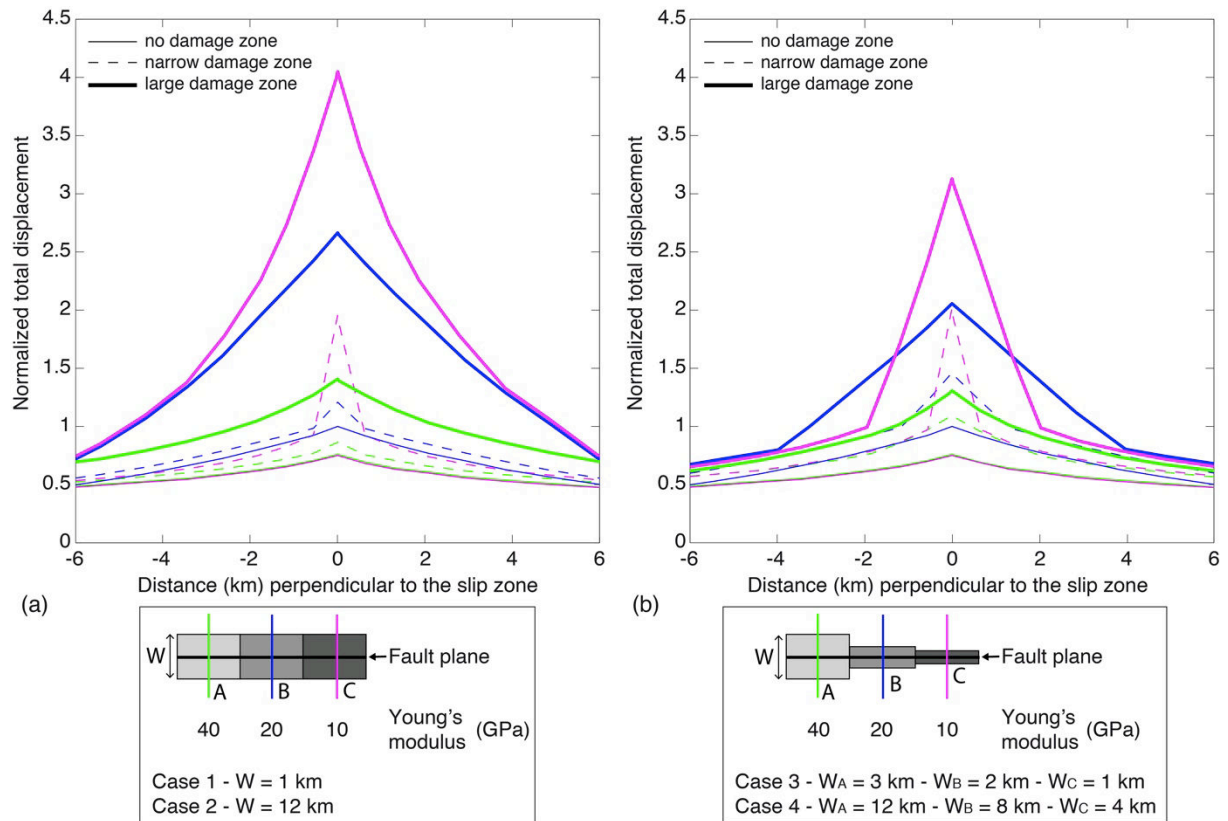 4.5
4
3.5
3
2.5
2
1.5
1
0.5
0
Normalized total displacement
no damage zone
narrow damage zone
large damage zone
-6 -4 -2 0 2 4 6
Distance (km) perpendicular to the slip zone
(a)
W
Fault plane
A B C
40 20 10 Young's modulus (GPa)
Case 1 - W = 1 km
Case 2 - W = 12 km
4.5
4
3.5
3
2.5
2
1.5
1
0.5
0
Normalized total displacement
no damage zone
narrow damage zone
large damage zone
-6 -4 -2 0 2 4 6
Distance (km) perpendicular to the slip zone
(b)
W
Fault plane
A B C
40 20 10 Young's modulus (GPa)
Case 3 - WA = 3 km - WB = 2 km - WC = 1 km
Case 4 - WA = 12 km - WB = 8 km - WC = 4 km